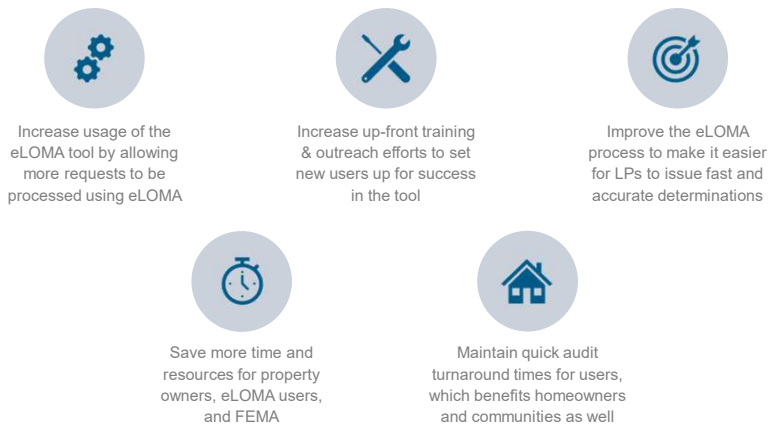 Increase usage of the
eLOMA tool by allowing
more requests to be
processed using eLOMA
Increase up-front training
& outreach efforts to set
new users up for success
in the tool
Improve the eLOMA
process to make it easier
for LPs to issue fast and
accurate determinations
Save more time and
resources for property
owners, eLOMA users,
and FEMA
Maintain quick audit
turnaround times for users,
which benefits homeowners
and communities as well